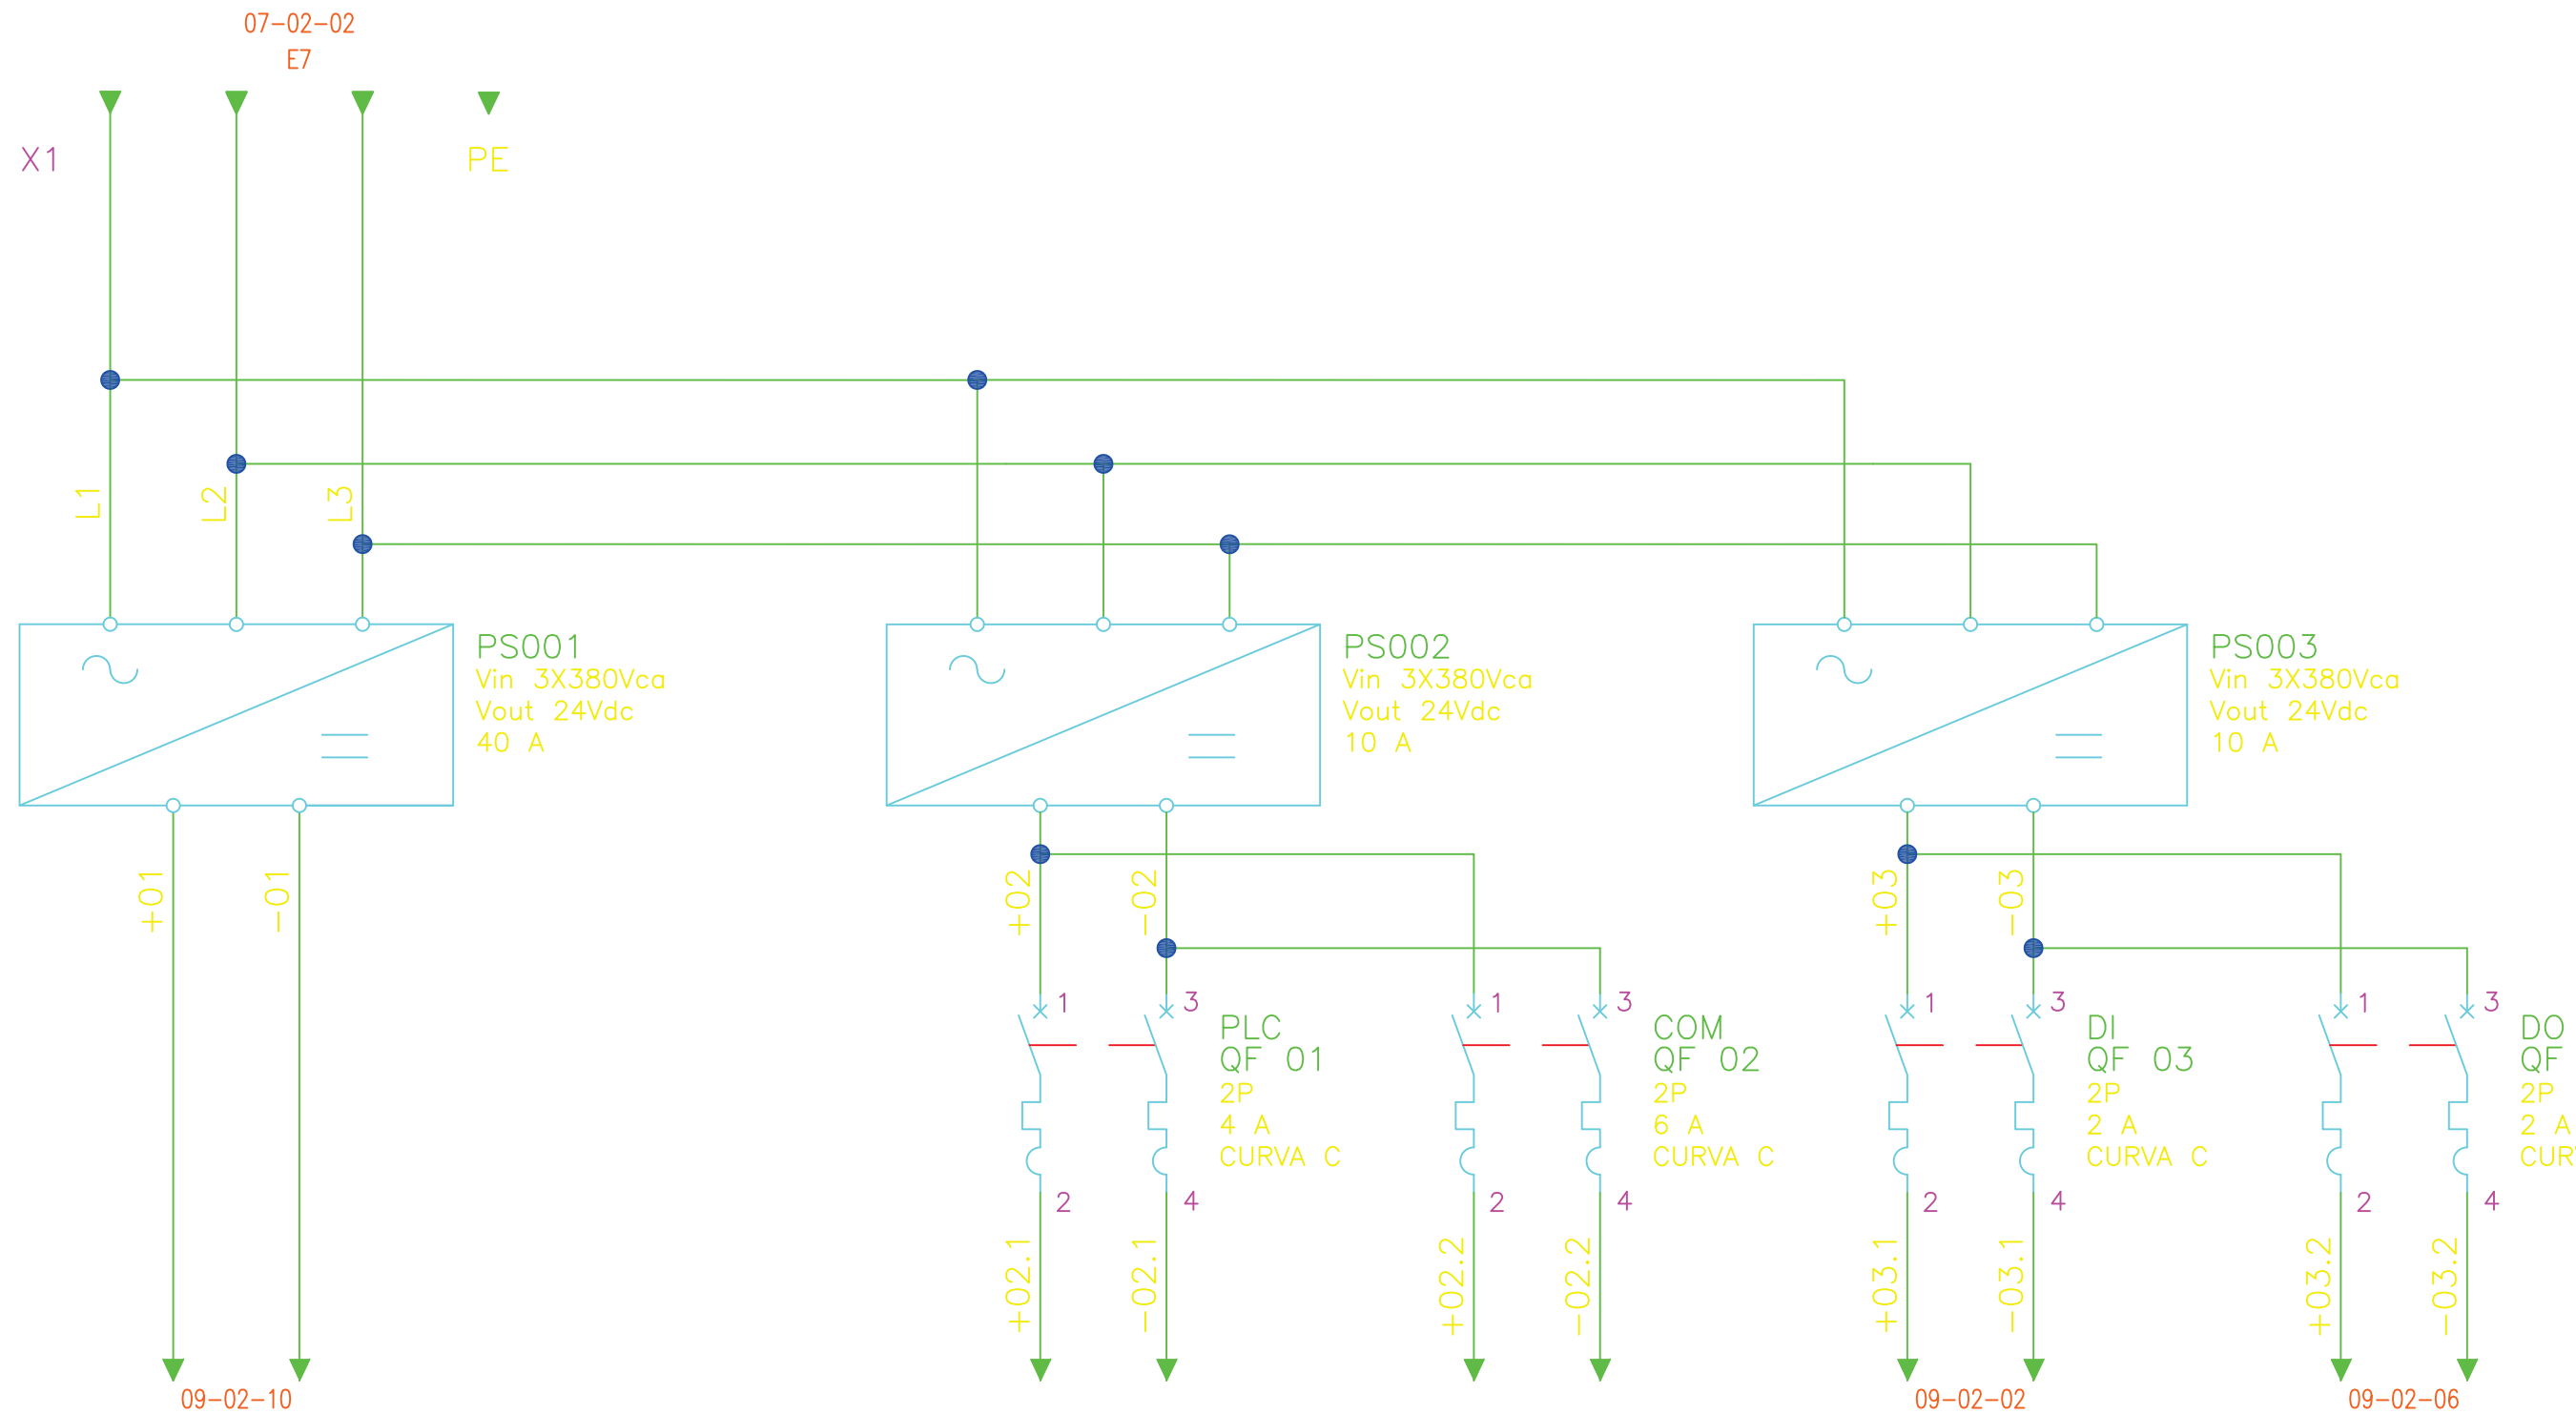 07-02-02
E7
X1
PE
L1
L2
L3
PS001
Vin 3X380Vca
Vout 24Vdc
40 A
PS002
Vin 3X380Vca
Vout 24Vdc
10 A
PS003
Vin 3X380Vca
Vout 24Vdc
10 A
+01
-01
+02
-02
+03
-03
1
3
PLC
QF 01
2P
4 A
CURVA C
2
4
1
3
COM
QF 02
2P
6 A
CURVA C
2
4
1
3
DI
QF 03
2P
2 A
CURVA C
2
4
1
3
DO
QF
2P
2 A
2
4
+02.1
-02.1
+02.2
-02.2
+03.1
-03.1
+03.2
-03.2
09-02-10
09-02-02
09-02-06